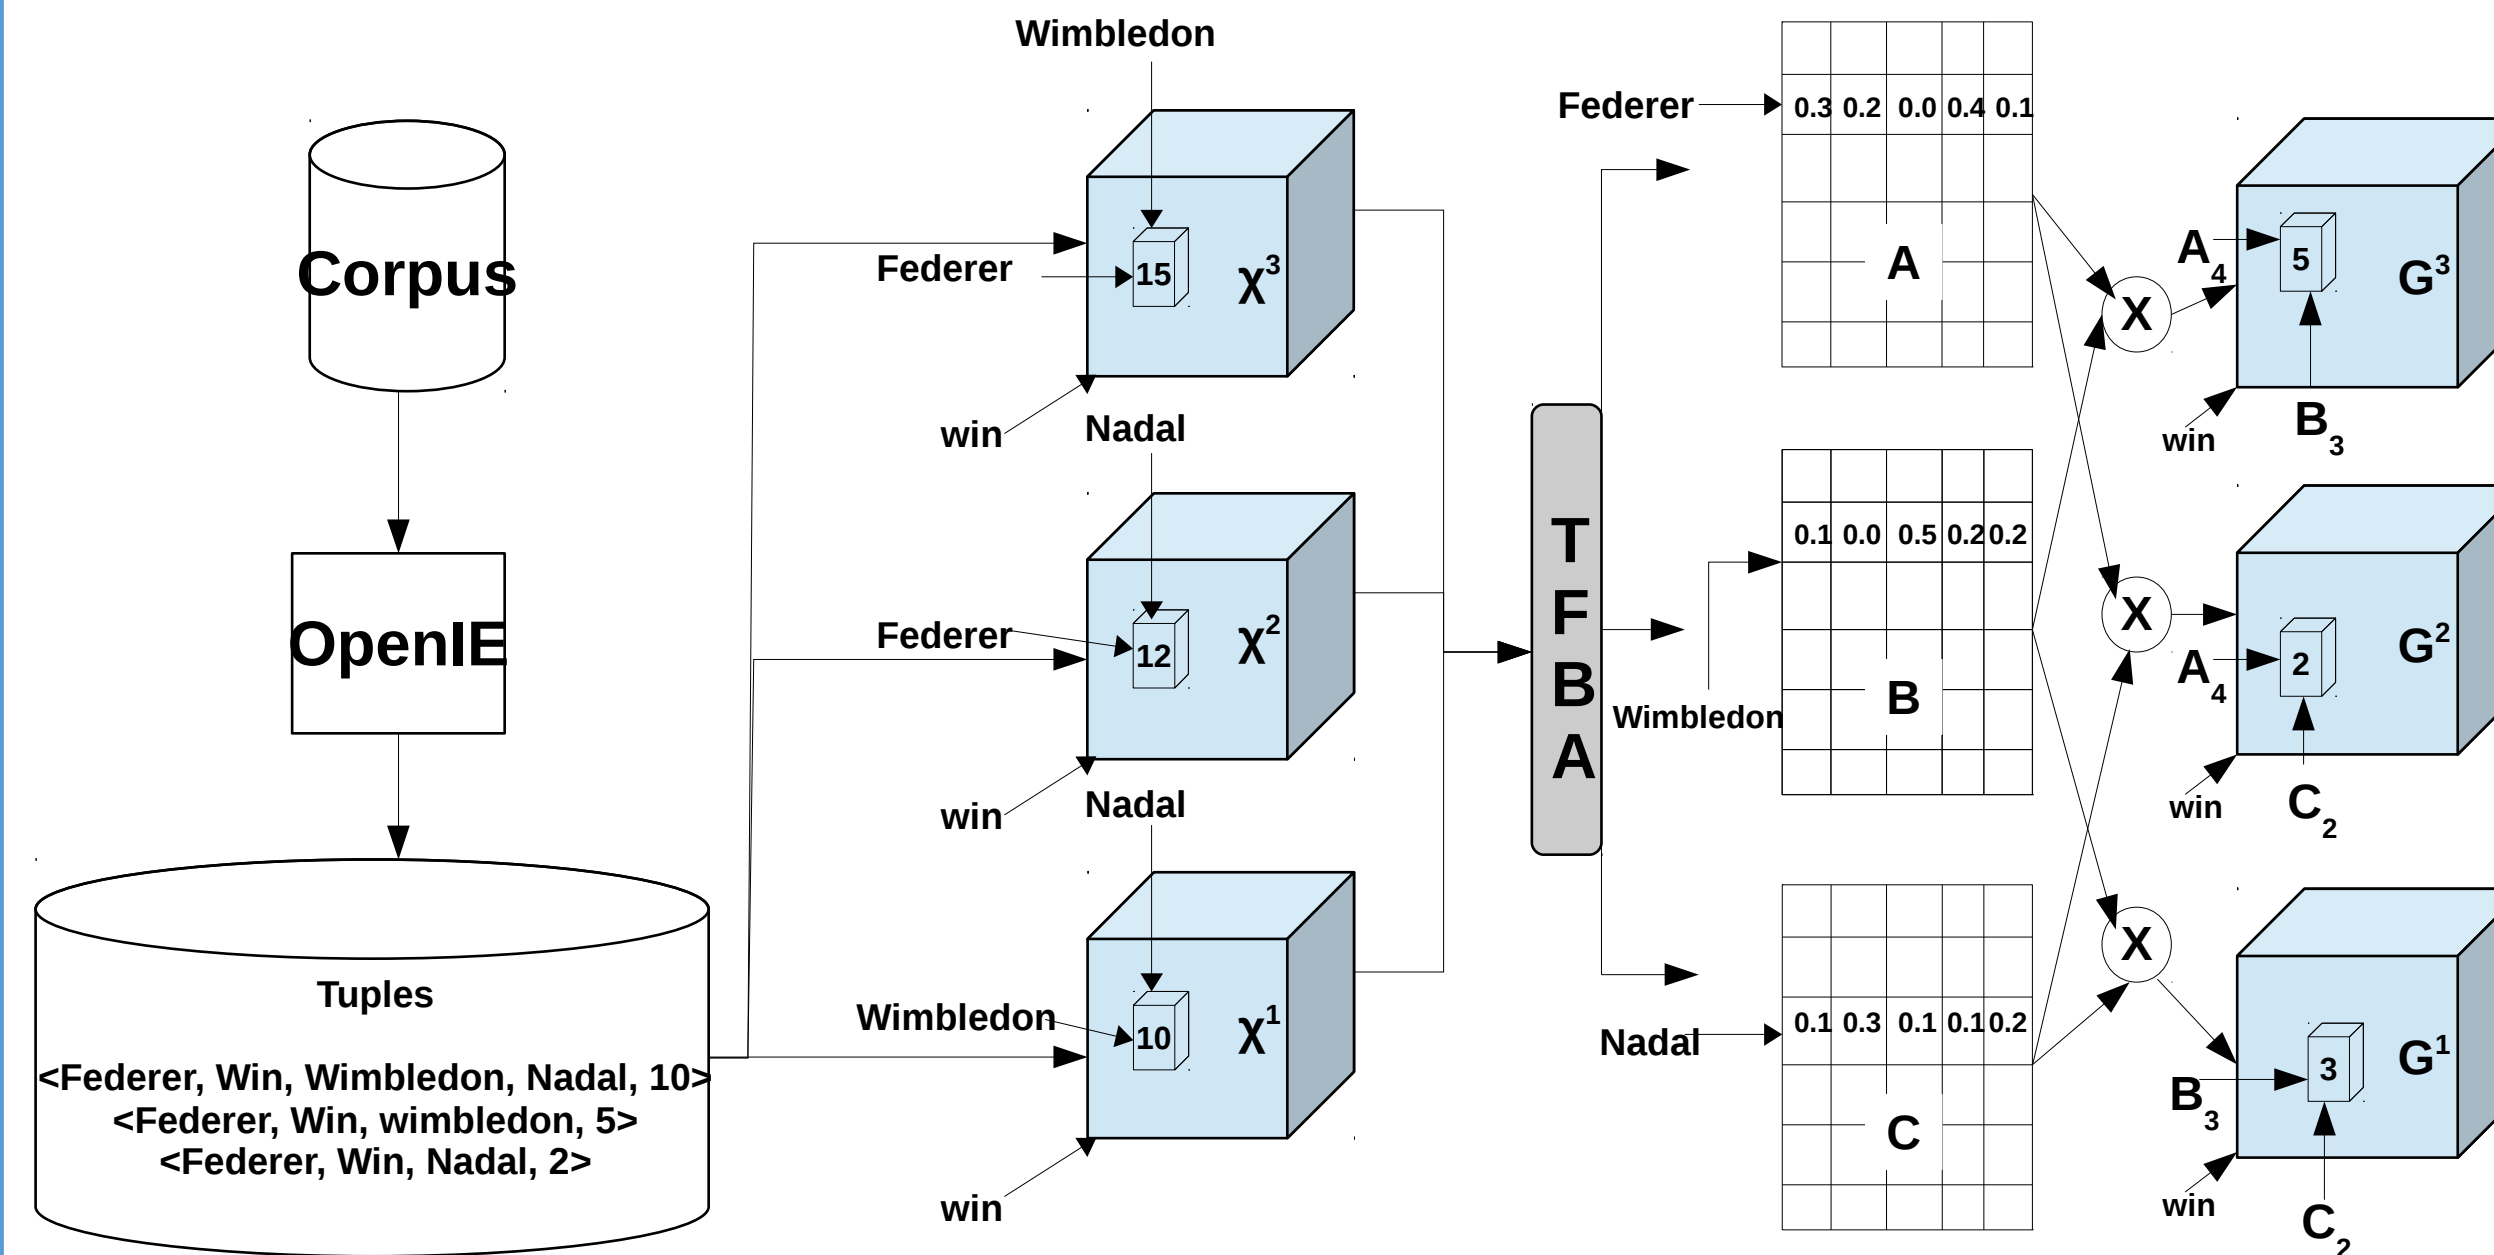 Corpus
OpenIE
Tuples
<Federer, Win, Wimbledon, Nadal, 10>
<Federer, Win, wimbledon, 5>
<Federer, Win, Nadal, 2>
Wimbledon
Federer
15
χ3
win
Nadal
Federer
12
χ2
win
Nadal
Wimbledon
10
χ1
win
T
F
B
A
Federer
0.3 0.2 0.0 0.4 0.1
A
Wimbledon
0.1 0.0 0.5 0.2 0.2
B
Nadal
0.1 0.3 0.1 0.1 0.2
C
X
X
X
A4
5
G3
win
B3
A4
2
G2
win
C2
B3
3
G1
win
C2